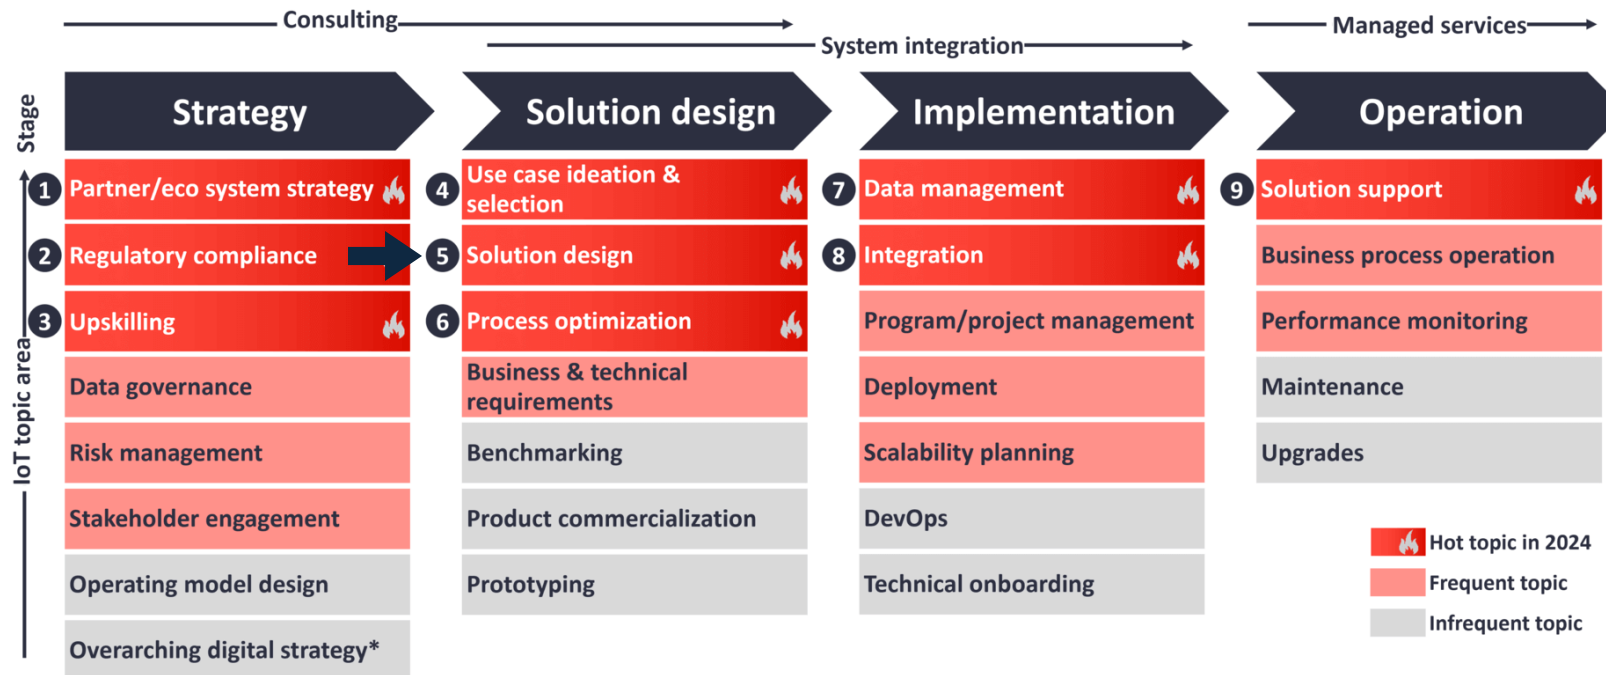 Consulting
System integration
Managed services
Stage
IoT topic area
Strategy
1 Partner/eco system strategy
2 Regulatory compliance
3 Upskilling
Data governance
Risk management
Stakeholder engagement
Operating model design
Overarching digital strategy*
Solution design
4 Use case ideation &
selection
5 Solution design
6 Process optimization
Business & technical
requirements
Benchmarking
Product commercialization
Prototyping
Implementation
7 Data management
8 Integration
Program/project management
Deployment
Scalability planning
DevOps
Technical onboarding
Operation
9 Solution support
Business process operation
Performance monitoring
Maintenance
Upgrades
Hot topic in 2024
Frequent topic
Infrequent topic